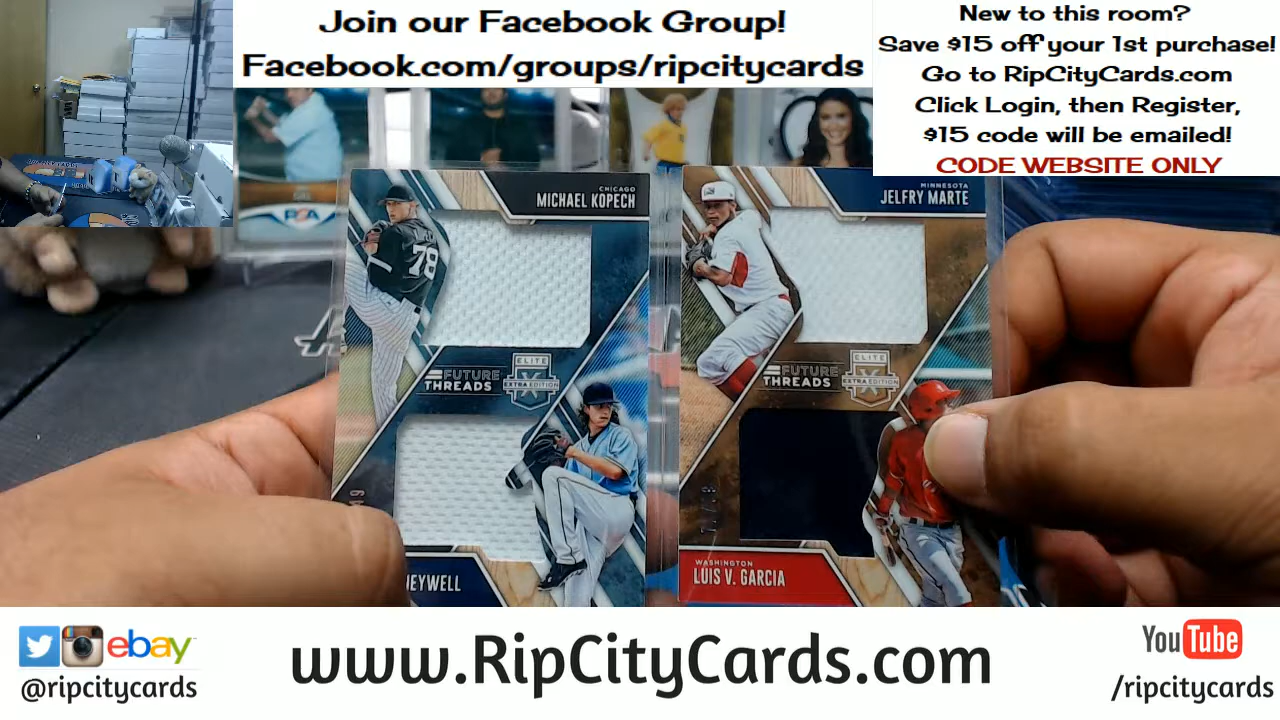 Join our Facebook Group!
Facebook.com/groups/ripcitycards
New to this room?
Save $15 off your 1st purchase!
Go to RipCityCards.com
Click Login, then Register,
$15 code will be emailed!
CODE WEBSITE ONLY
CHICAGO
MICHAEL KOPECH
78
FUTURE
THREADS
ELITE
X
EXTRA EDITION
EYWELL
MINNESOTA
JELFRY MARTE
FUTURE
THREADS
ELITE
X
EXTRA EDITION
WASHINGTON
LUIS V. GARCIA
ebay
@ripcitycards
www.RipCityCards.com
YouTube
/ripcitycards